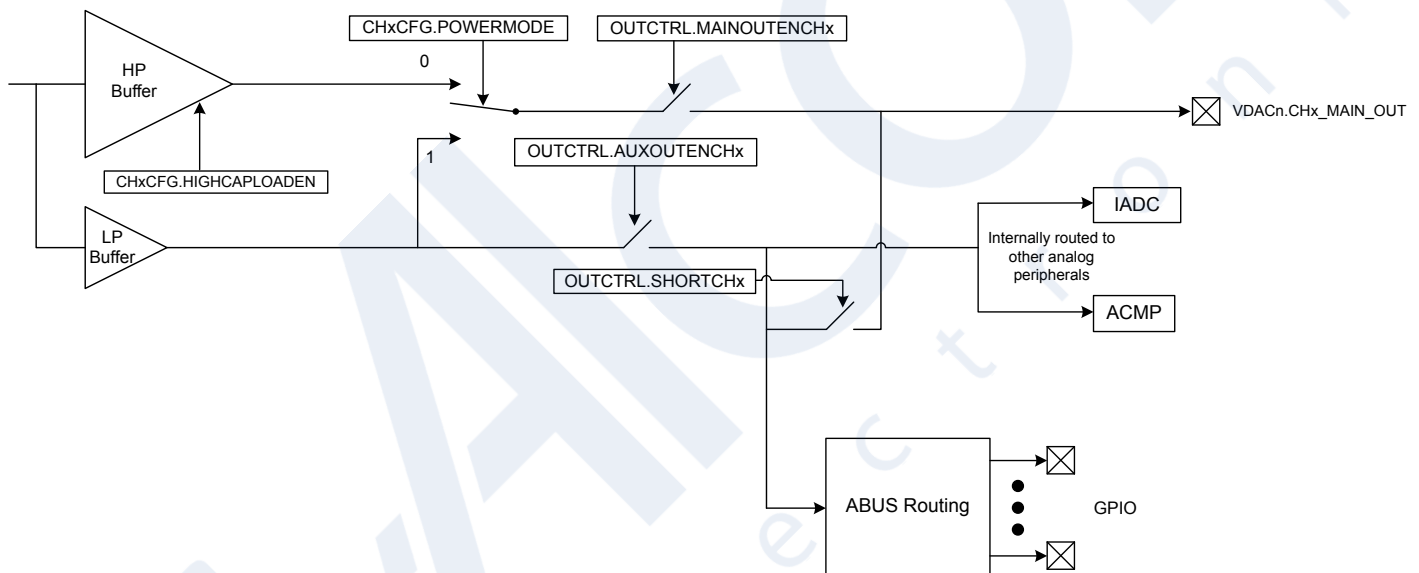 CHxCFG.POWERMODE
OUTCTRL.MAINOUTENCHx
0
HP
Buffer
VDACn.CHx_MAIN_OUT
1
OUTCTRL.AUXOUTENCHx
CHxCFG.HIGHCAPLOADEN
IADC
LP
Buffer
Internally routed to
other analog
peripherals
OUTCTRL.SHORTCHx
ACMP
ABUS Routing
GPIO